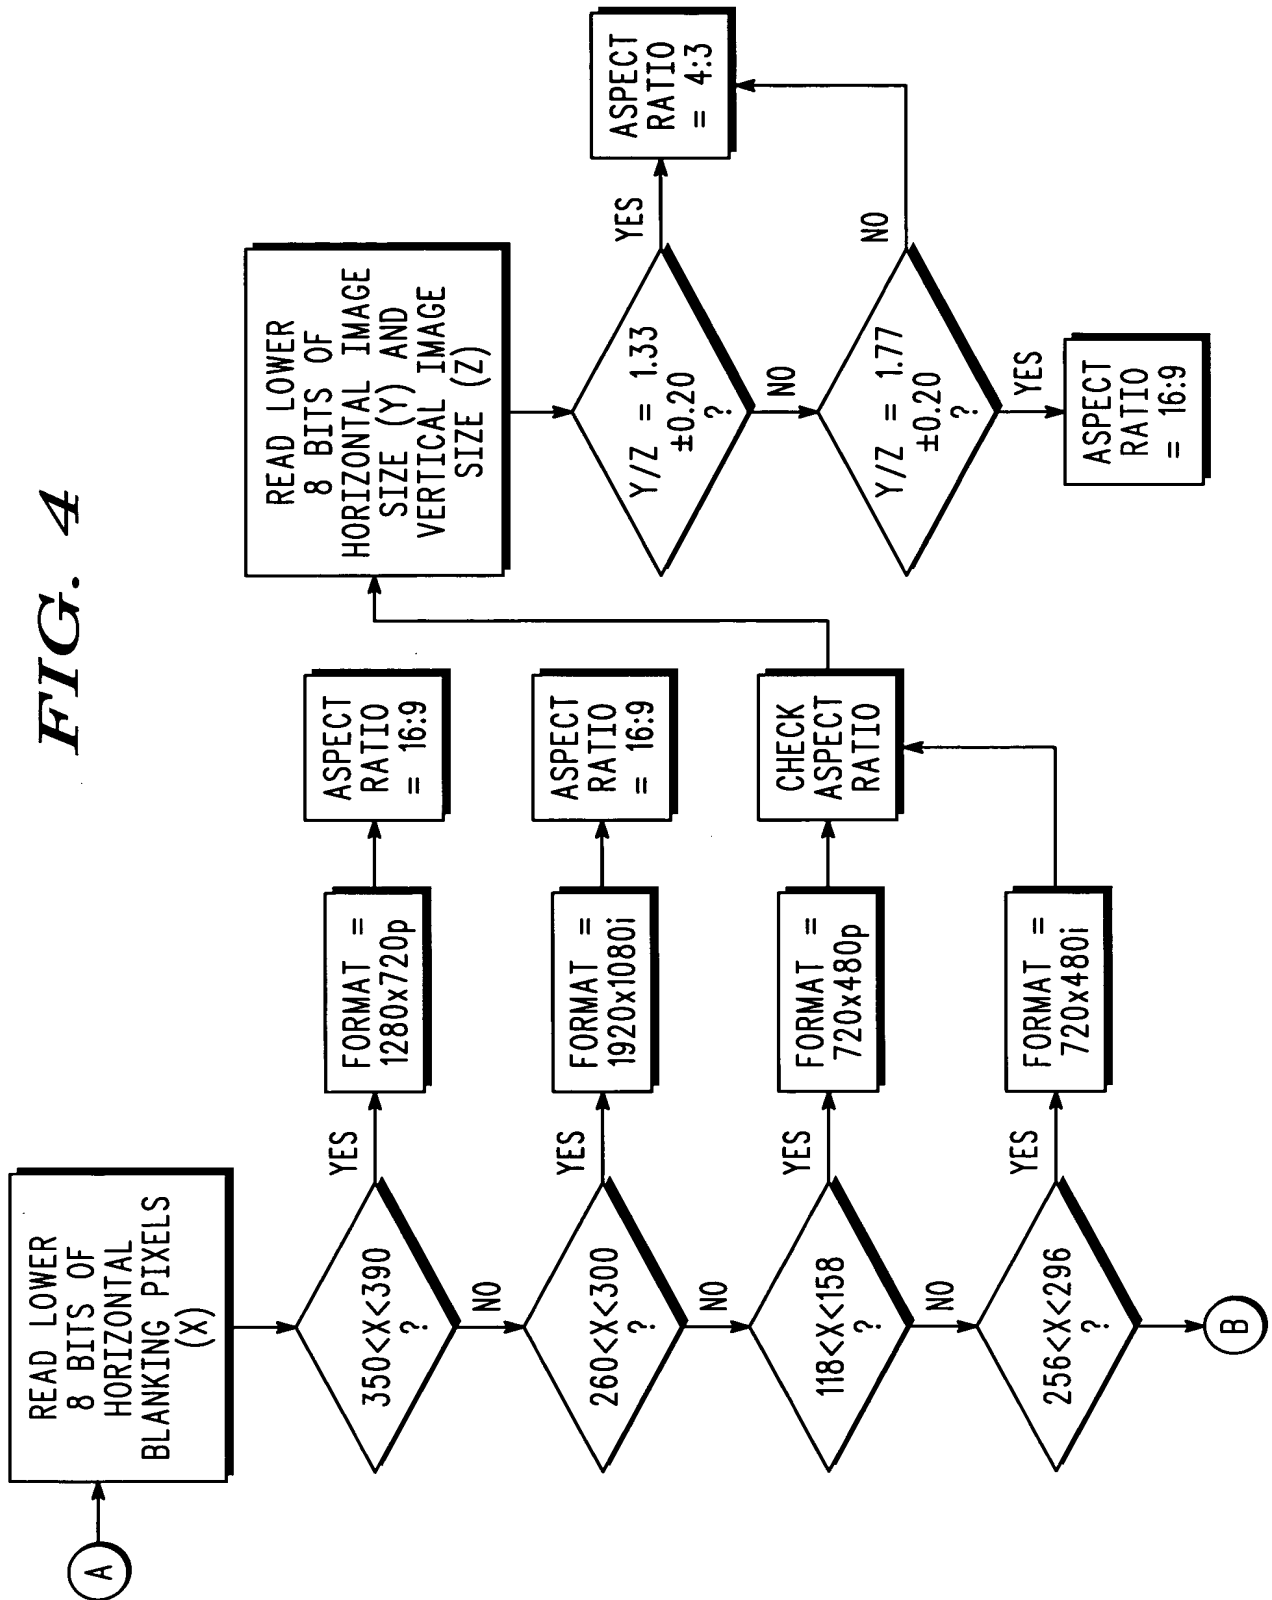 FIG. 4
A
READ LOWER
8 BITS OF
HORIZONTAL
BLANKING PIXELS
(X)
350<X<390
?
YES
FORMAT =
1280x720p
ASPECT
RATIO
= 16:9
NO
260<X<300
?
YES
FORMAT =
1920x1080i
ASPECT
RATIO
= 16:9
NO
118<X<158
?
YES
FORMAT =
720x480p
CHECK
ASPECT
RATIO
NO
256<X<296
?
YES
FORMAT =
720x480i
B
READ LOWER
8 BITS OF
HORIZONTAL IMAGE
SIZE (Y) AND
VERTICAL IMAGE
SIZE (Z)
Y/Z = 1.33
±0.20
?
YES
ASPECT
RATIO
= 4:3
NO
Y/Z = 1.77
±0.20
?
NO
YES
ASPECT
RATIO
= 16:9